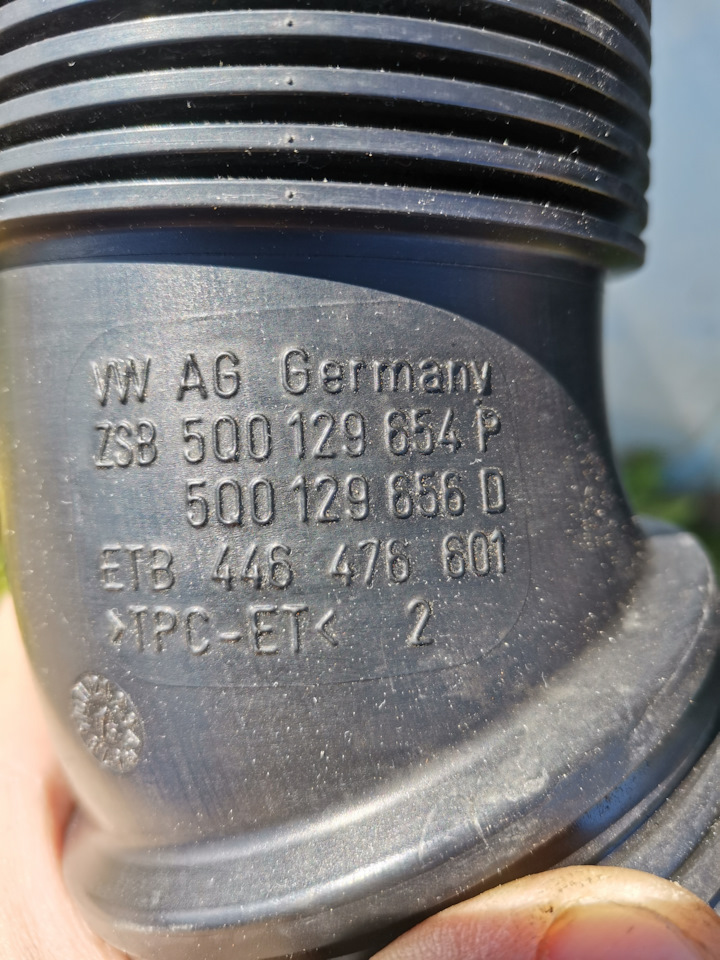 VW AG Germany
ZSB 5Q0 129 654 P
5Q0 129 656 D
ETB 446 476 601
>TPC-ET< 2